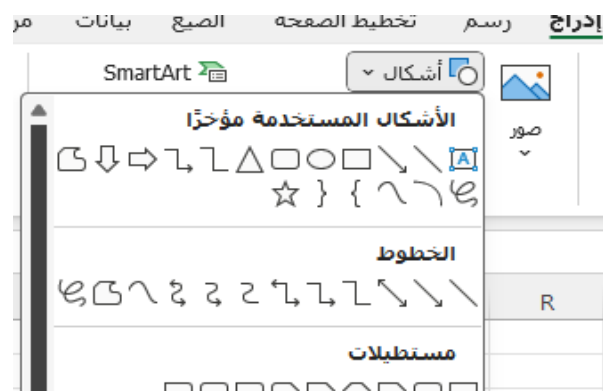 إدراج رسم تخطيط الصفحة الصيغ بيانات مر
أشكال SmartArt
صور
الأشكال المستخدمة مؤخرًا
A
الخطوط
R
مستطيلات